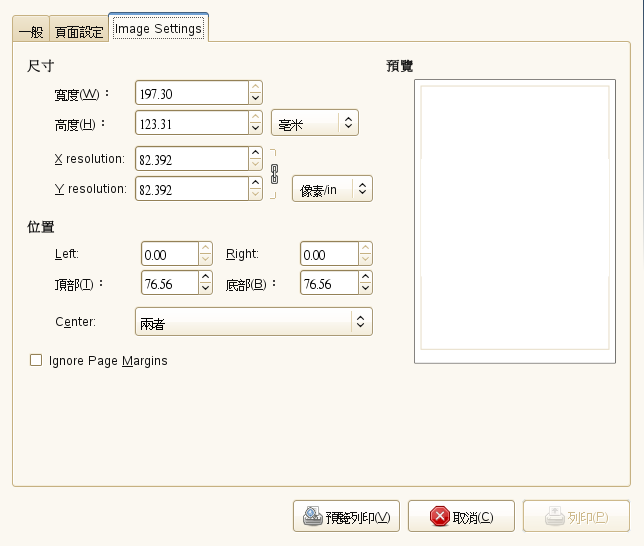 一般 頁面設定 Image Settings
尺寸 預覽
寬度(W)： 197.30
高度(H)： 123.31 毫米
X resolution: 82.392
Y resolution: 82.392 像素/in
位置
Left: 0.00 Right: 0.00
頂部(T)： 76.56 底部(B)： 76.56
Center: 兩者
Ignore Page Margins
預覽列印(V) 取消(C) 列印(P)